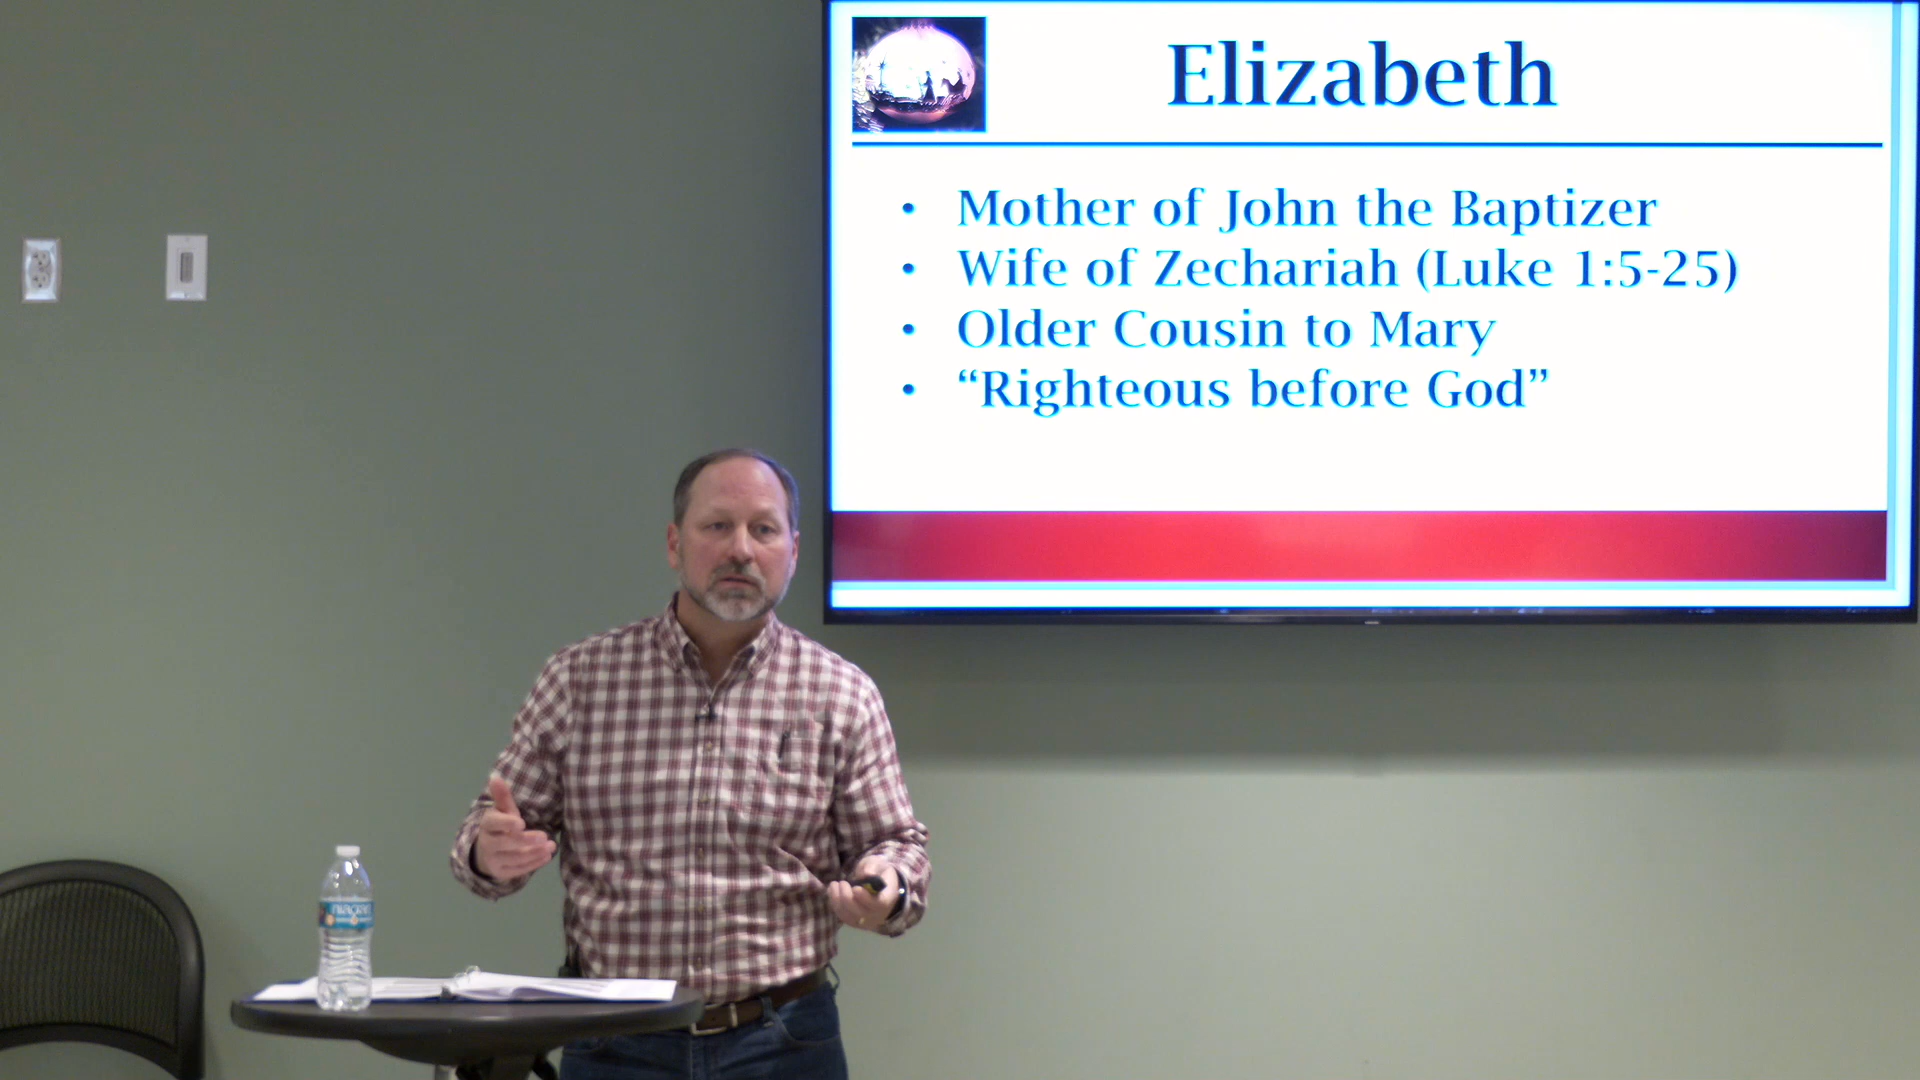 Elizabeth
• Mother of John the Baptizer
• Wife of Zechariah (Luke 1:5-25)
• Older Cousin to Mary
• “Righteous before God”
niagara